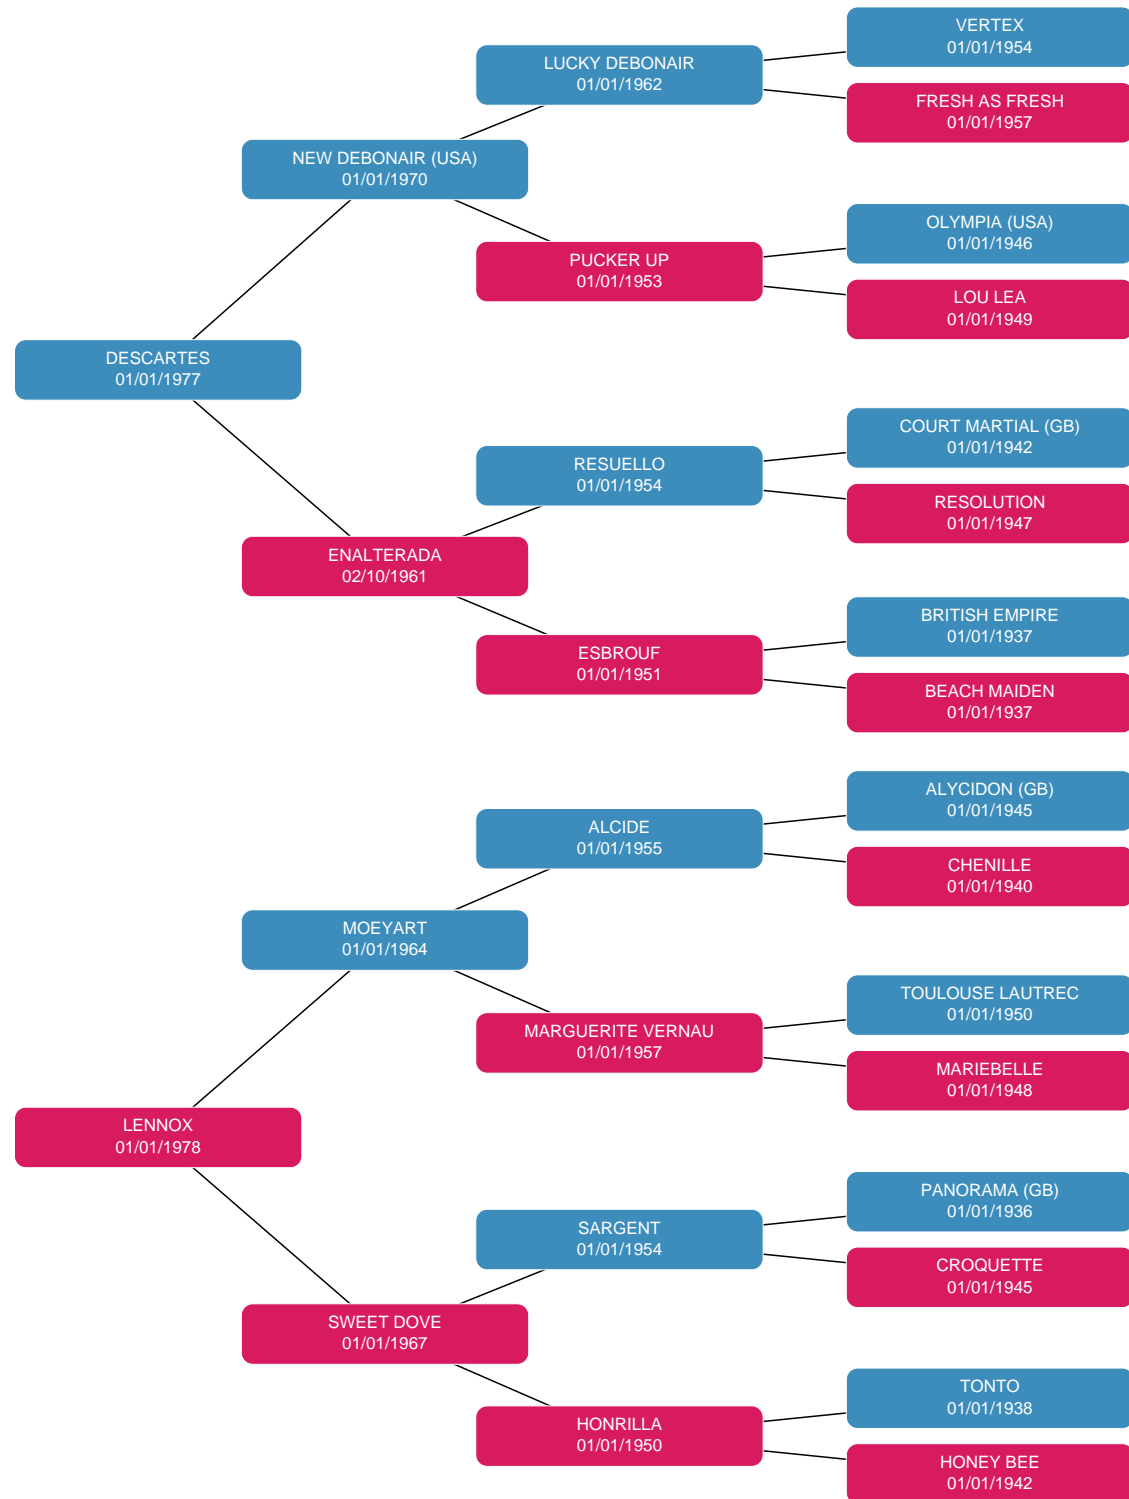 VERTEX
01/01/1954
LUCKY DEBONAIR
01/01/1962
FRESH AS FRESH
01/01/1957
NEW DEBONAIR (USA)
01/01/1970
OLYMPIA (USA)
01/01/1946
PUCKER UP
01/01/1953
LOU LEA
01/01/1949
DESCARTES
01/01/1977
COURT MARTIAL (GB)
01/01/1942
RESUELLO
01/01/1954
RESOLUTION
01/01/1947
ENALTERADA
02/10/1961
BRITISH EMPIRE
01/01/1937
ESBROUF
01/01/1951
BEACH MAIDEN
01/01/1937
ALYCIDON (GB)
01/01/1945
ALCIDE
01/01/1955
CHENILLE
01/01/1940
MOEYART
01/01/1964
TOULOUSE LAUTREC
01/01/1950
MARGUERITE VERNAU
01/01/1957
MARIEBELLE
01/01/1948
LENNOX
01/01/1978
PANORAMA (GB)
01/01/1936
SARGENT
01/01/1954
CROQUETTE
01/01/1945
SWEET DOVE
01/01/1967
TONTO
01/01/1938
HONRILLA
01/01/1950
HONEY BEE
01/01/1942